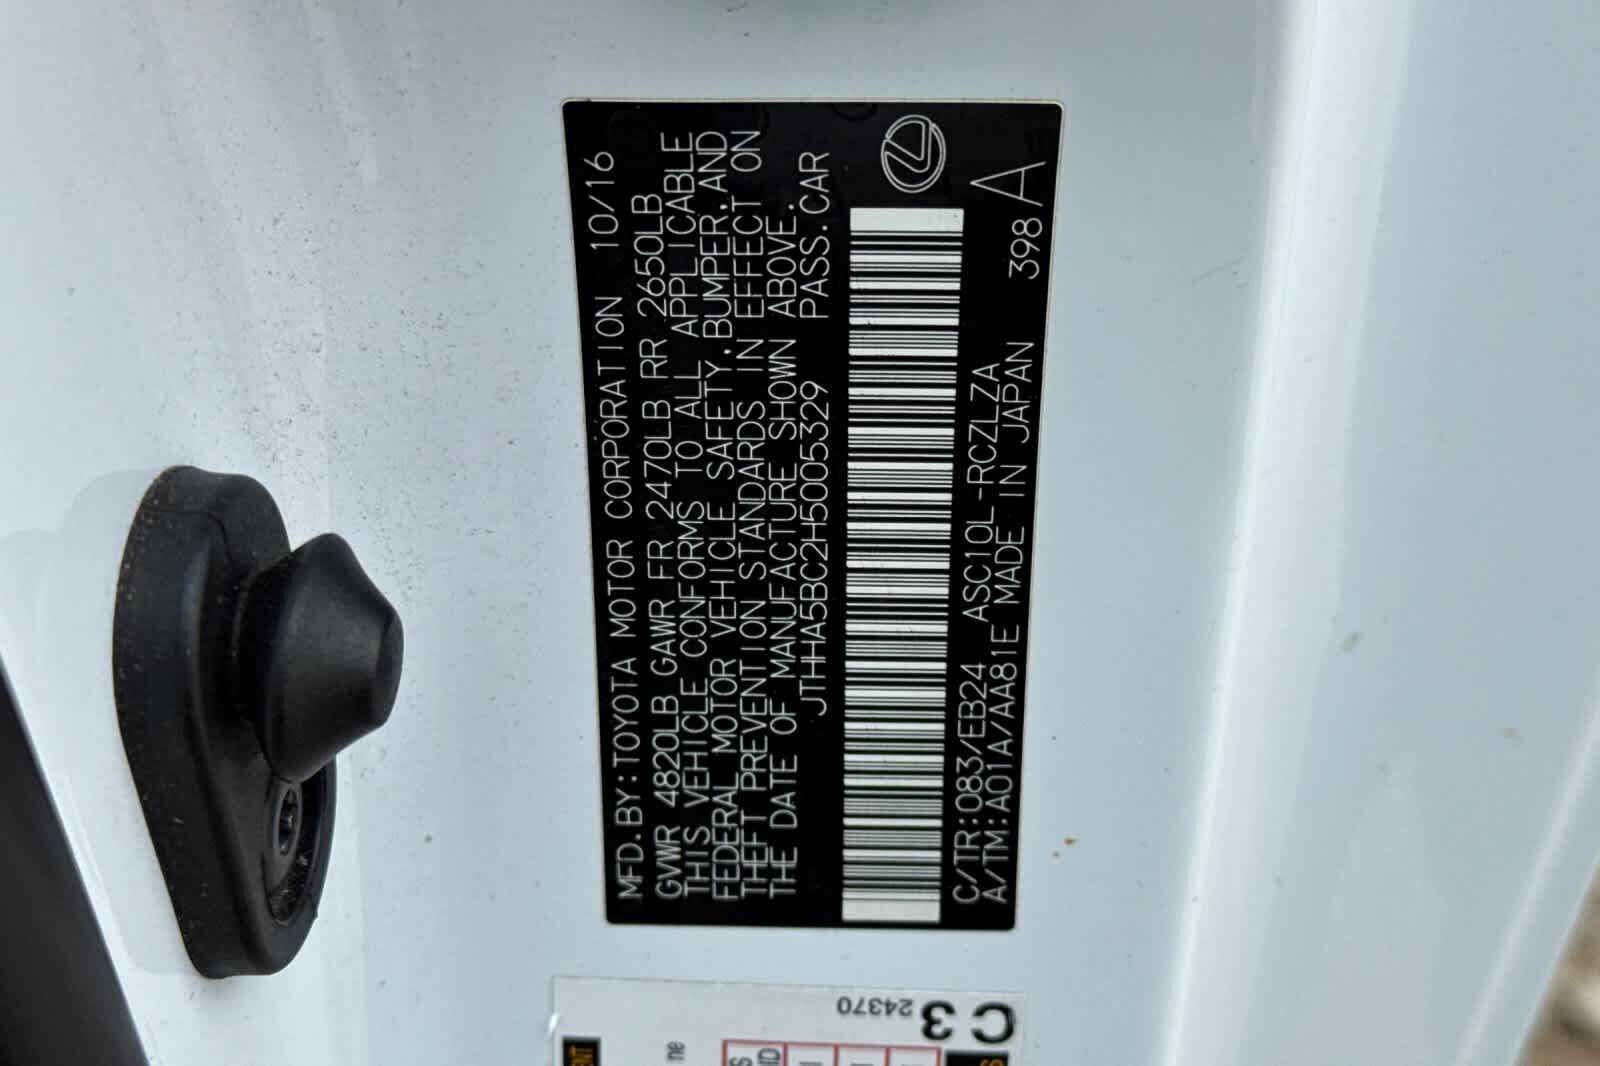 MFD.BY:TOYOTA MOTOR CORPORATION 10/16
GVWR 4820LB GAWR FR 2470LB RR 2650LB
THIS VEHICLE CONFORMS TO ALL APPLICABLE
FEDERAL MOTOR VEHICLE SAFETY,BUMPER,AND
THEFT PREVENTION STANDARDS IN EFFECT ON
THE DATE OF MANUFACTURE SHOWN ABOVE.
JTHHA5BC2H5005329 PASS.CAR
C/TR:083/EB24 ASC10L-RCZLZA
A/TM:A01A/AA81E MADE IN JAPAN 398 A
C3
24370